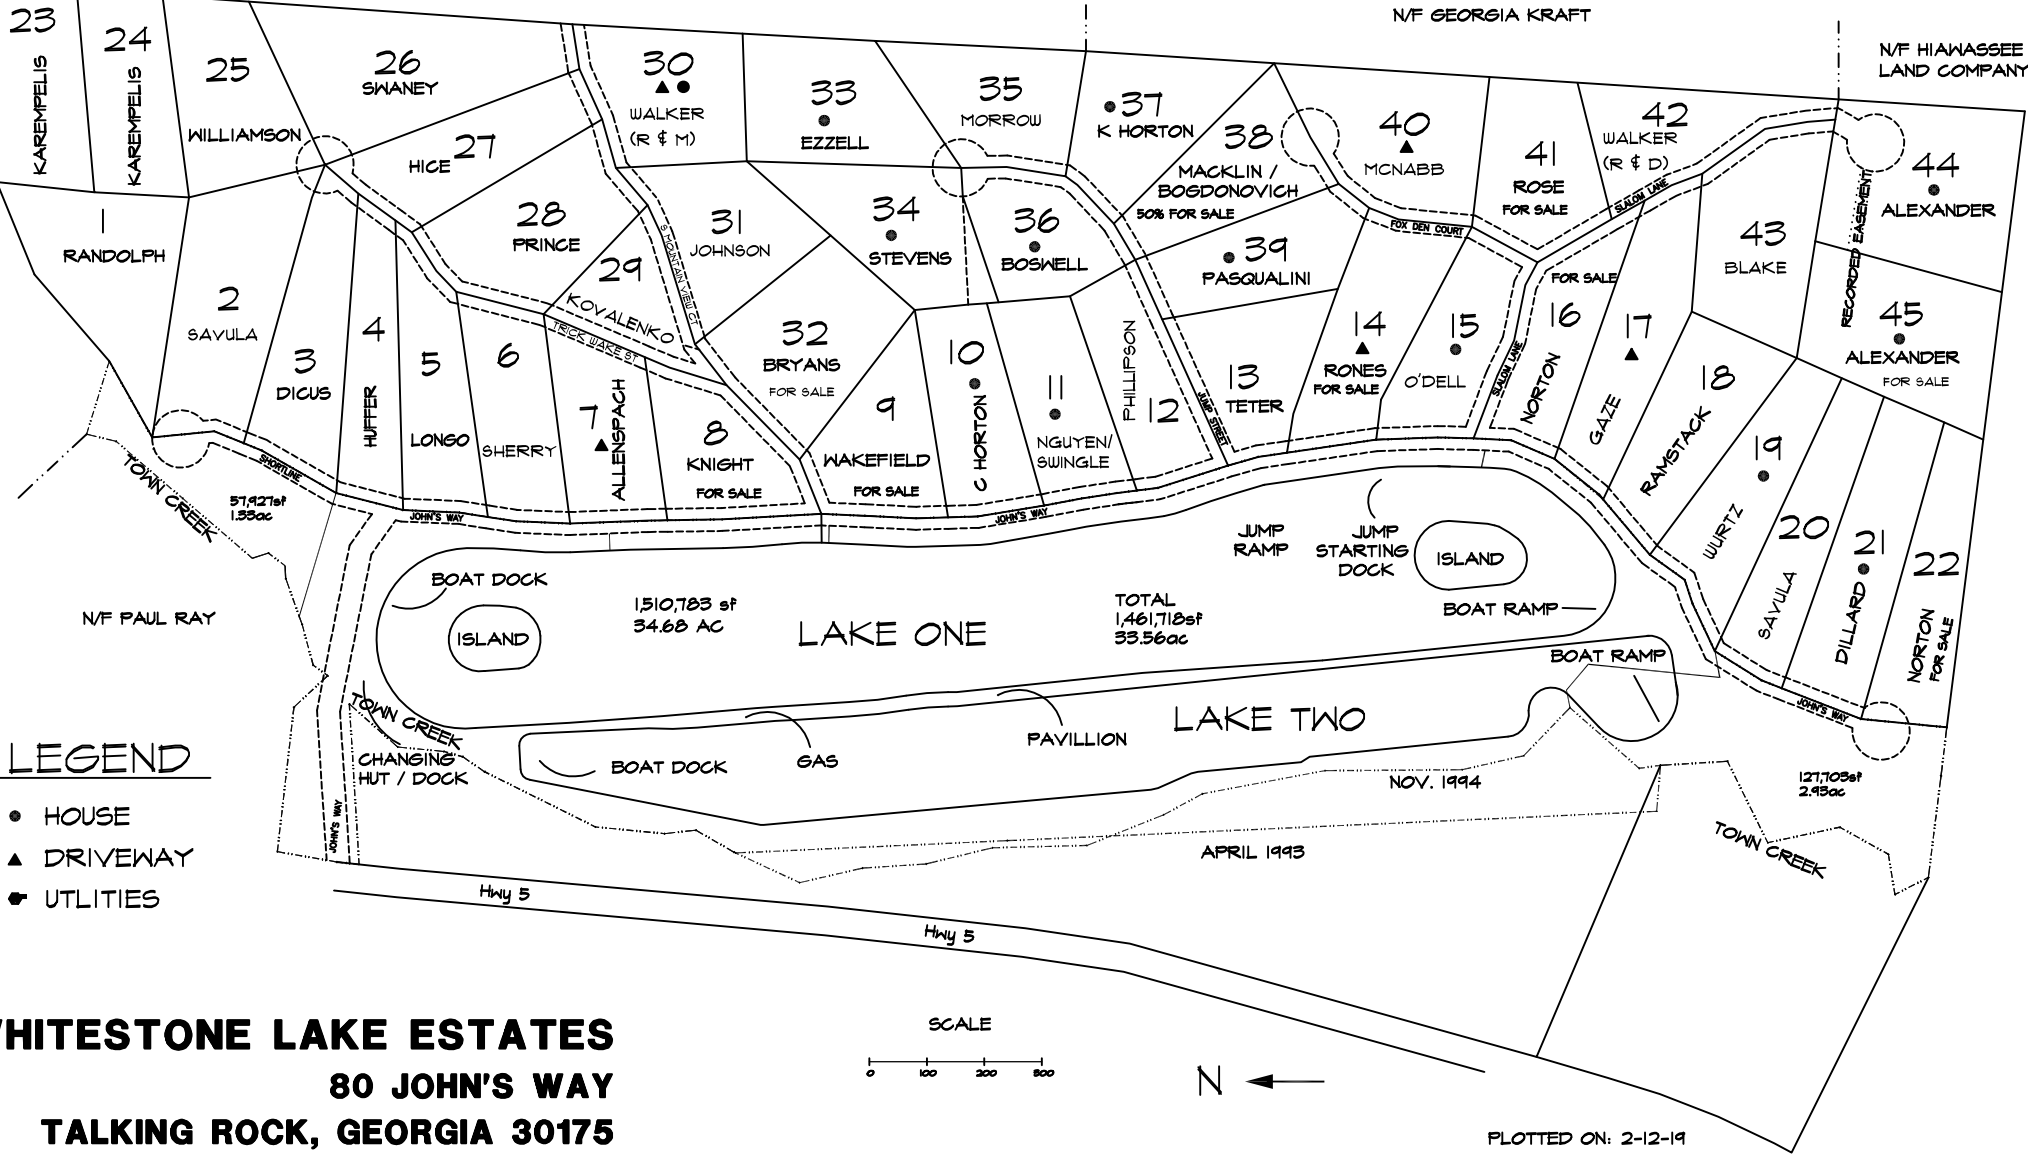 N/F GEORGIA KRAFT
N/F HIAWASSEE
LAND COMPANY
23
KAREMPELIS
24
KAREMPELIS
25
WILLIAMSON
26
SWANEY
HICE 27
28
PRINCE
29
KOVALENKO
30
WALKER
(R & M)
31
JOHNSON
32
BRYANS
FOR SALE
33
EZZELL
34
STEVENS
35
MORROW
36
BOSWELL
37
K HORTON
38
MACKLIN /
BOGDONOVICH
50% FOR SALE
39
PASQUALINI
40
MCNABB
41
ROSE
FOR SALE
42
WALKER
(R & D)
43
BLAKE
44
ALEXANDER
RECORDED EASEMENT
45
ALEXANDER
FOR SALE
S MOUNTAIN VIEW CT
TRICK WAKE ST
FOX DEN COURT
SLALOM LANE
SLALOM LANE
JUMP STREET
1
RANDOLPH
2
SAVULA
3
DICUS
4
HUFFER
5
LONGO
6
SHERRY
7
ALLENSPACH
8
KNIGHT
FOR SALE
9
WAKEFIELD
FOR SALE
10
C HORTON
11
NGUYEN/
SWINGLE
PHILLIPSON
12
13
TETER
14
RONES
FOR SALE
15
O'DELL
FOR SALE
16
NORTON
17
GAZE
18
RAMSTACK
19
WURTZ
20
SAVULA
21
DILLARD
22
NORTON
FOR SALE
SHORTLINE
JOHN'S WAY
JOHN'S WAY
JOHN'S WAY
JOHN'S WAY
TOWN CREEK
57,927sf
1.33ac
N/F PAUL RAY
BOAT DOCK
ISLAND
1,510,783 sf
34.68 AC
LAKE ONE
TOTAL
1,461,718sf
33.56ac
JUMP
RAMP
JUMP
STARTING
DOCK
ISLAND
BOAT RAMP
BOAT RAMP
TOWN CREEK
CHANGING
HUT / DOCK
BOAT DOCK
GAS
PAVILLION
LAKE TWO
NOV. 1994
APRIL 1993
127,703sf
2.93ac
TOWN CREEK
LEGEND
HOUSE
DRIVEWAY
UTLITIES
Hwy 5
Hwy 5
HITESTONE LAKE ESTATES
80 JOHN'S WAY
TALKING ROCK, GEORGIA 30175
SCALE
0 100 200 300
N
PLOTTED ON: 2-12-19